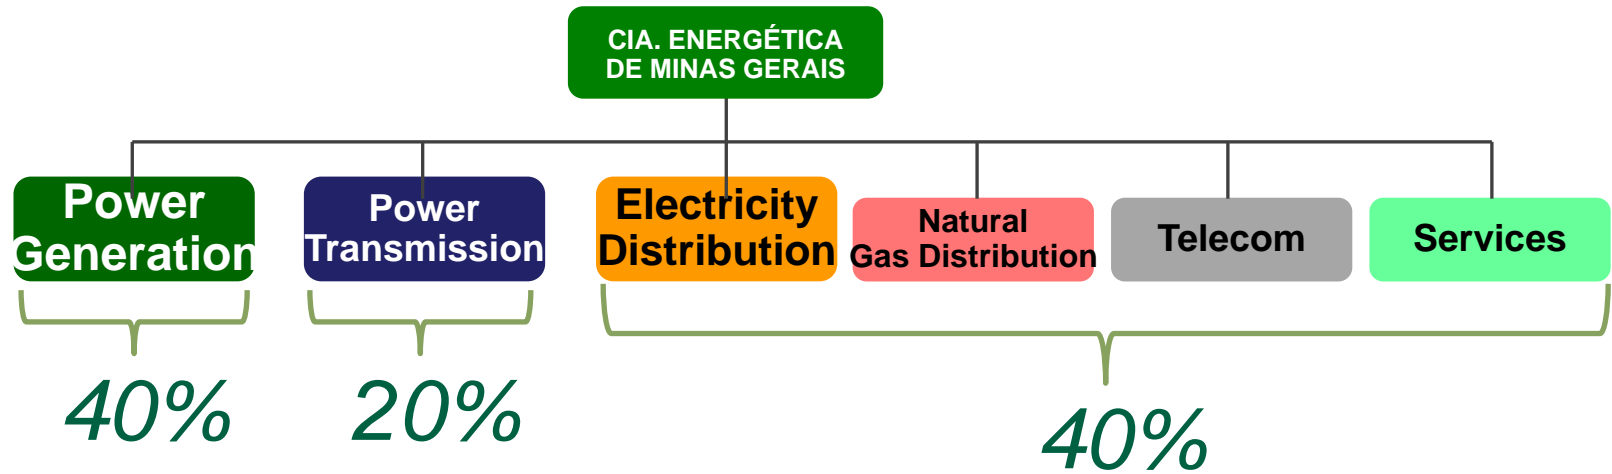 CIA. ENERGÉTICA
DE MINAS GERAIS
Power
Generation
Power
Transmission
Electricity
Distribution
Natural
Gas Distribution
Telecom
Services
40%
20%
40%